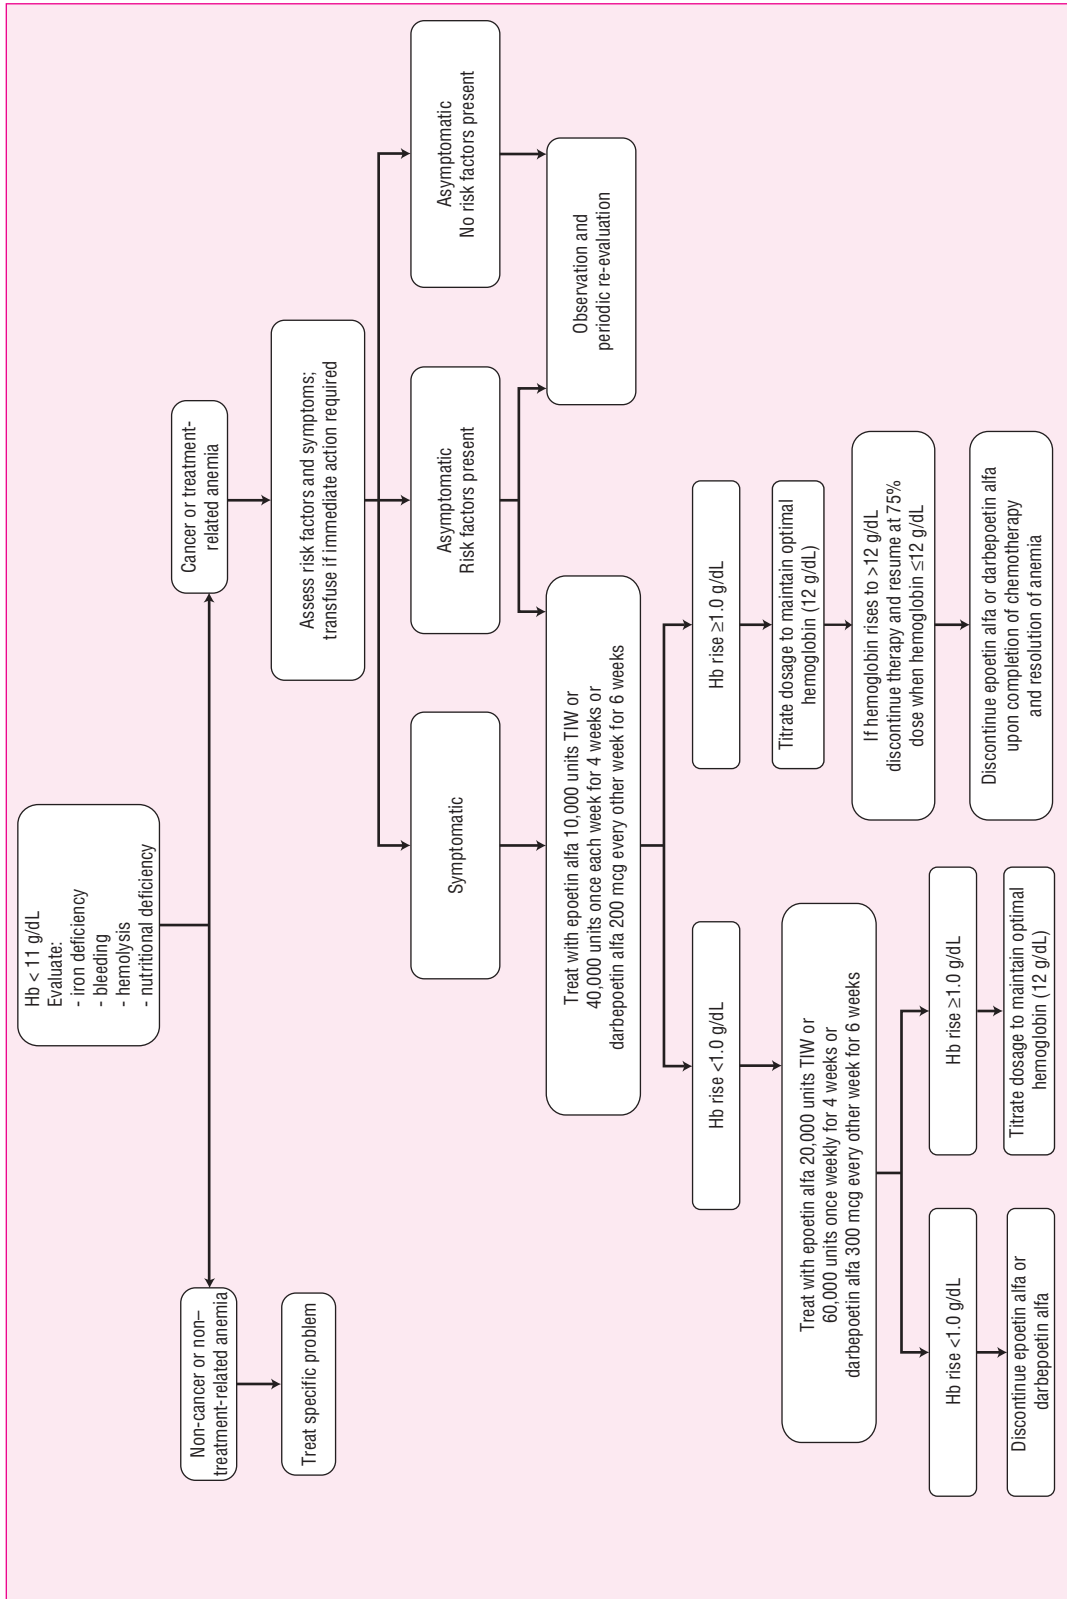 Hb < 11 g/dL
Evaluate:
- iron deficiency
- bleeding
- hemolysis
- nutritional deficiency
Non-cancer or non–
treatment-related anemia
Treat specific problem
Cancer or treatment-
related anemia
Assess risk factors and symptoms;
transfuse if immediate action required
Symptomatic
Asymptomatic
Risk factors present
Asymptomatic
No risk factors present
Treat with epoetin alfa 10,000 units TIW or
40,000 units once each week for 4 weeks or
darbepoetin alfa 200 mcg every other week for 6 weeks
Observation and
periodic re-evaluation
Hb rise <1.0 g/dL
Hb rise ≥1.0 g/dL
Treat with epoetin alfa 20,000 units TIW or
60,000 units once weekly for 4 weeks or
darbepoetin alfa 300 mcg every other week for 6 weeks
Titrate dosage to maintain optimal
hemoglobin (12 g/dL)
If hemoglobin rises to >12 g/dL
discontinue therapy and resume at 75%
dose when hemoglobin ≤12 g/dL
Discontinue epoetin alfa or darbepoetin alfa
upon completion of chemotherapy
and resolution of anemia
Hb rise <1.0 g/dL
Hb rise ≥1.0 g/dL
Discontinue epoetin alfa or
darbepoetin alfa
Titrate dosage to maintain optimal
hemoglobin (12 g/dL)